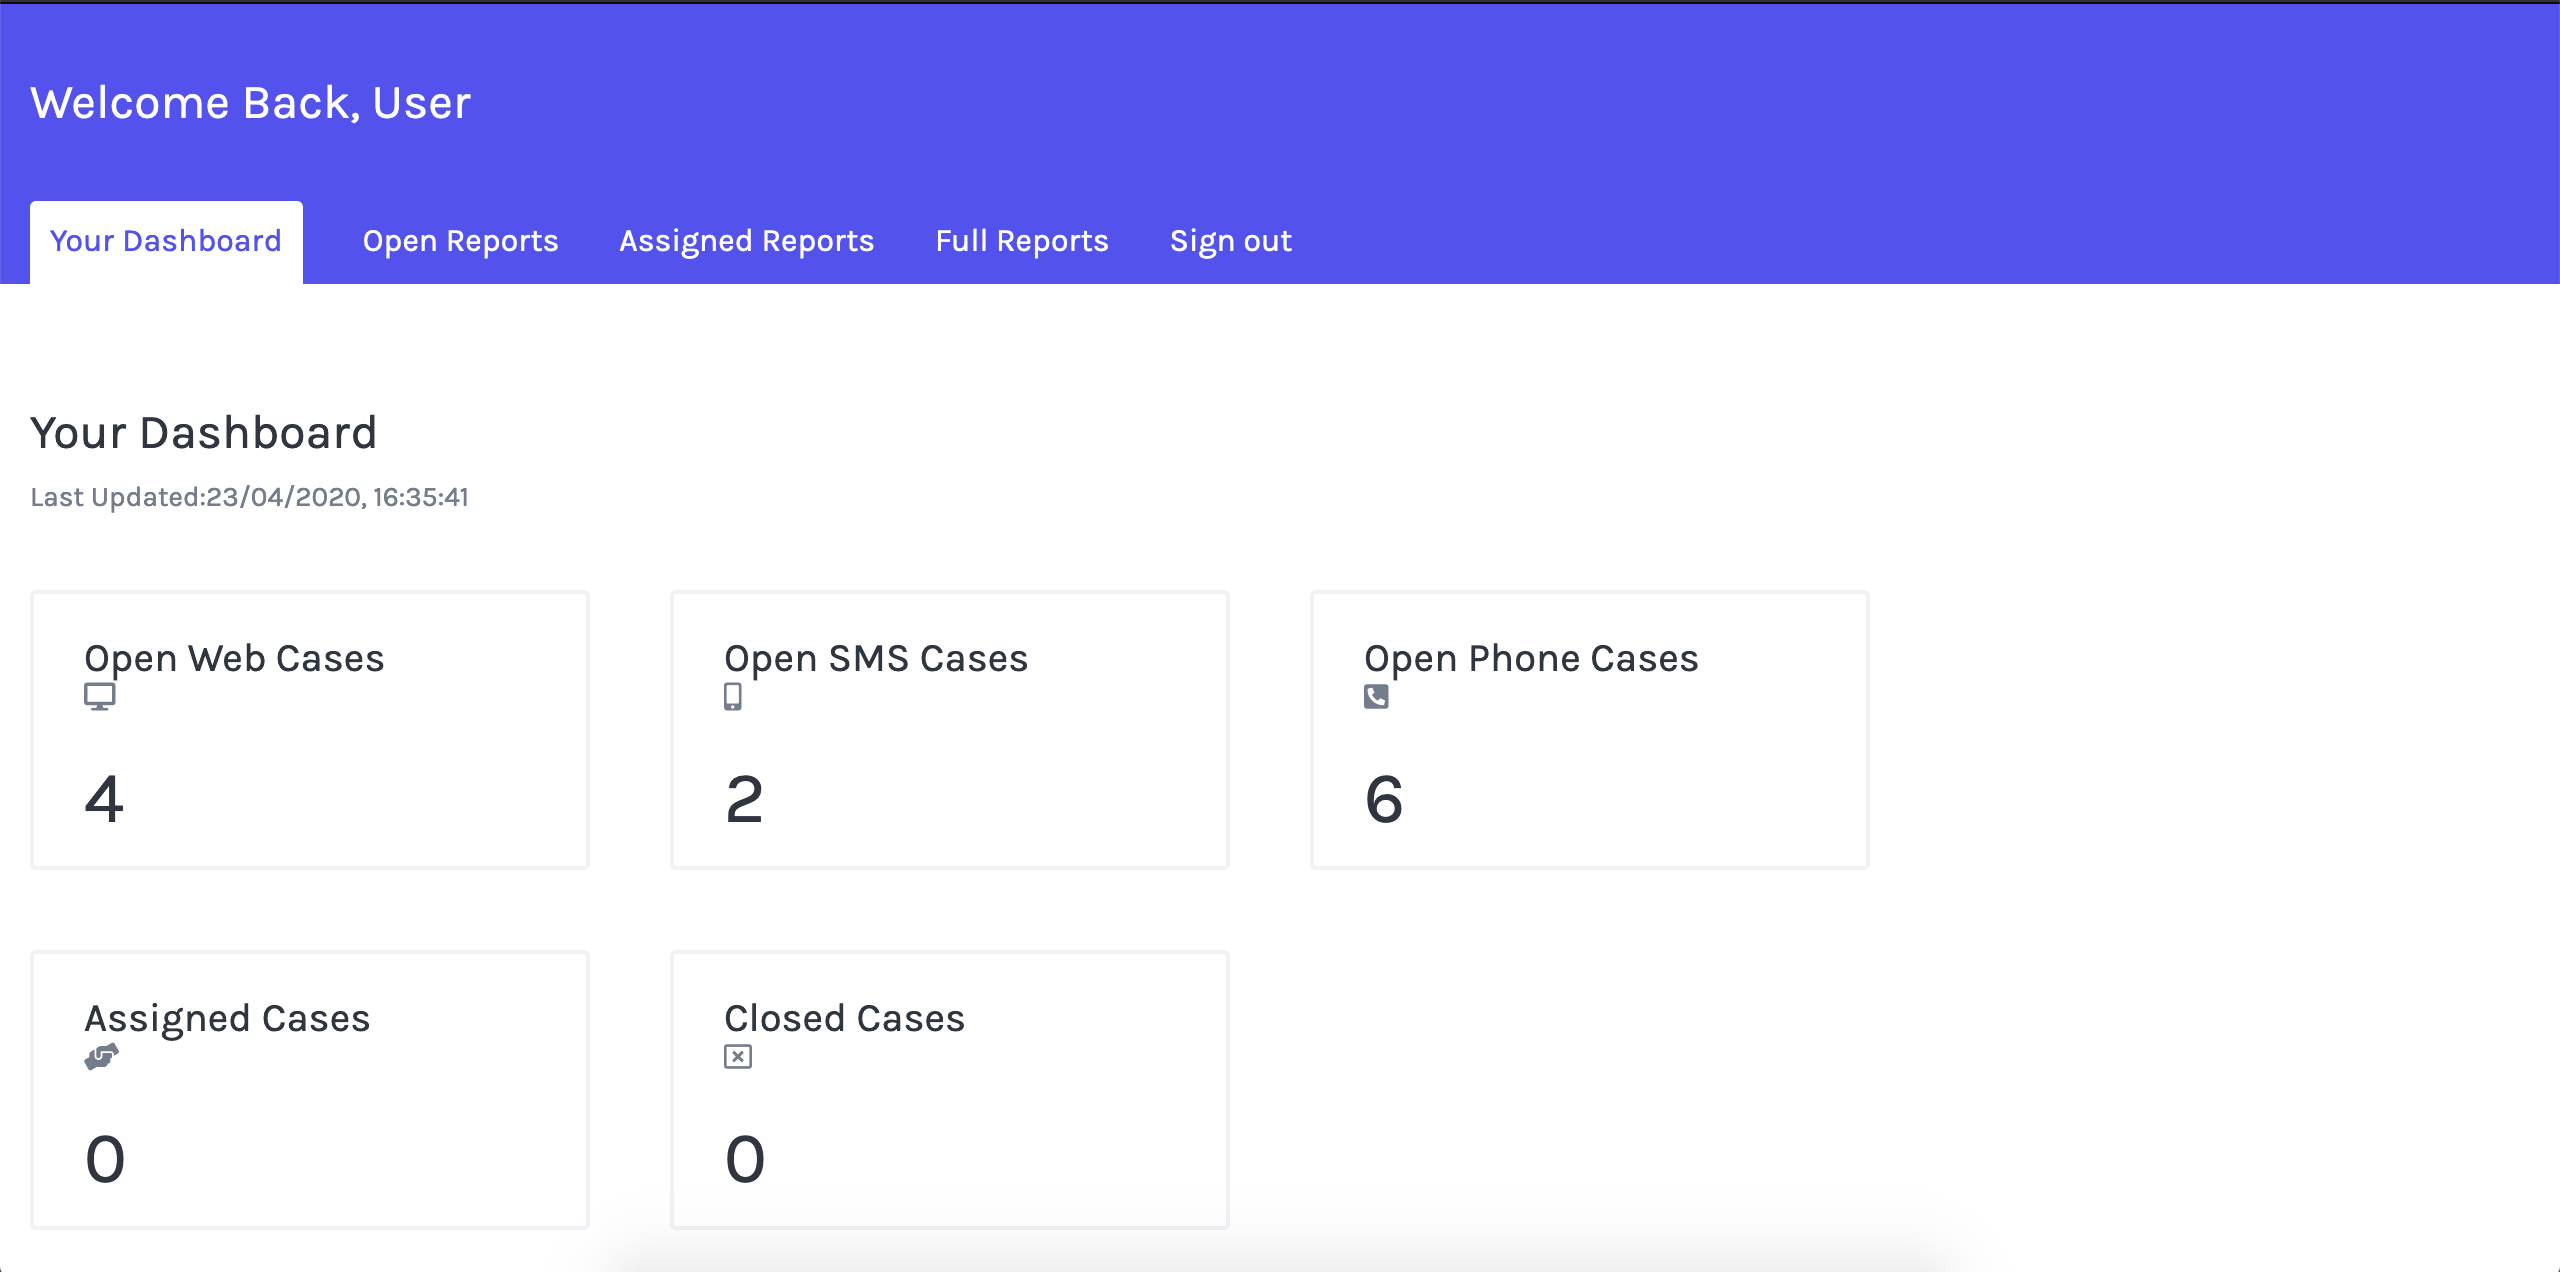 Welcome Back, User
Your Dashboard Open Reports Assigned Reports Full Reports Sign out
Your Dashboard
Last Updated:23/04/2020, 16:35:41
Open Web Cases
4
Open SMS Cases
2
Open Phone Cases
6
Assigned Cases
0
Closed Cases
0